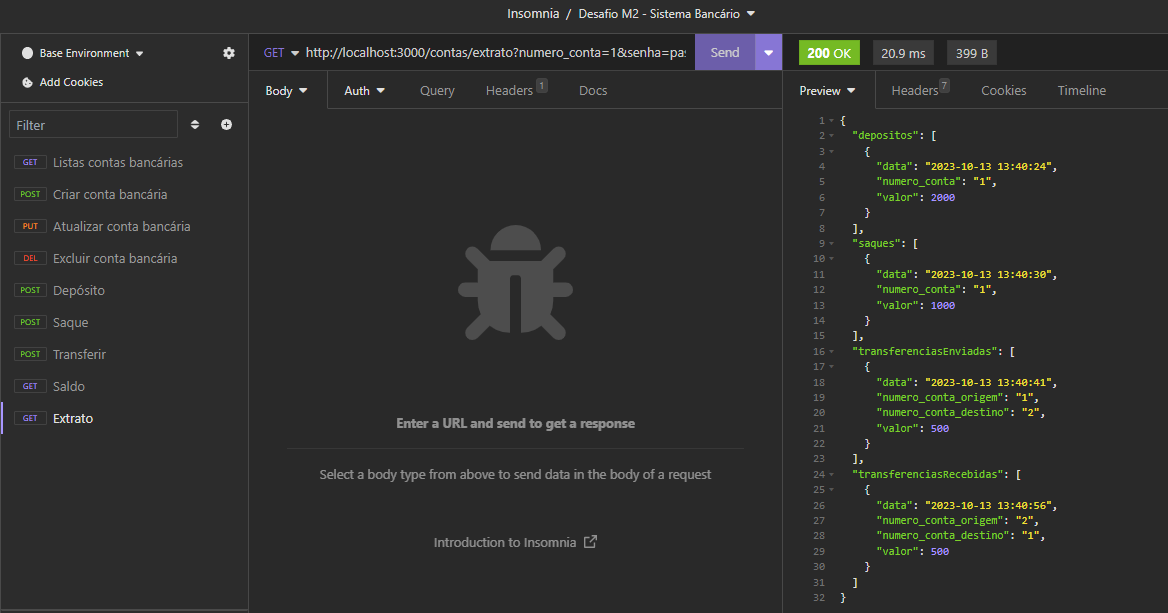 Insomnia / Desafio M2 - Sistema Bancário
Base Environment
Add Cookies
Filter
GET Listas contas bancárias
POST Criar conta bancária
PUT Atualizar conta bancária
DEL Excluir conta bancária
POST Depósito
POST Saque
POST Transferir
GET Saldo
GET Extrato
GET http://localhost:3000/contas/extrato?numero_conta=1&senha=pas Send
Body Auth Query Headers 1 Docs
Enter a URL and send to get a response
Select a body type from above to send data in the body of a request
Introduction to Insomnia
200 OK 20.9 ms 399 B
Preview Headers 7 Cookies Timeline
1 {
2 "depositos": [
3 {
4 "data": "2023-10-13 13:40:24",
5 "numero_conta": "1",
6 "valor": 2000
7 }
8 ],
9 "saques": [
10 {
11 "data": "2023-10-13 13:40:30",
12 "numero_conta": "1",
13 "valor": 1000
14 }
15 ],
16 "transferenciasEnviadas": [
17 {
18 "data": "2023-10-13 13:40:41",
19 "numero_conta_origem": "1",
20 "numero_conta_destino": "2",
21 "valor": 500
22 }
23 ],
24 "transferenciasRecebidas": [
25 {
26 "data": "2023-10-13 13:40:56",
27 "numero_conta_origem": "2",
28 "numero_conta_destino": "1",
29 "valor": 500
30 }
31 ]
32 }